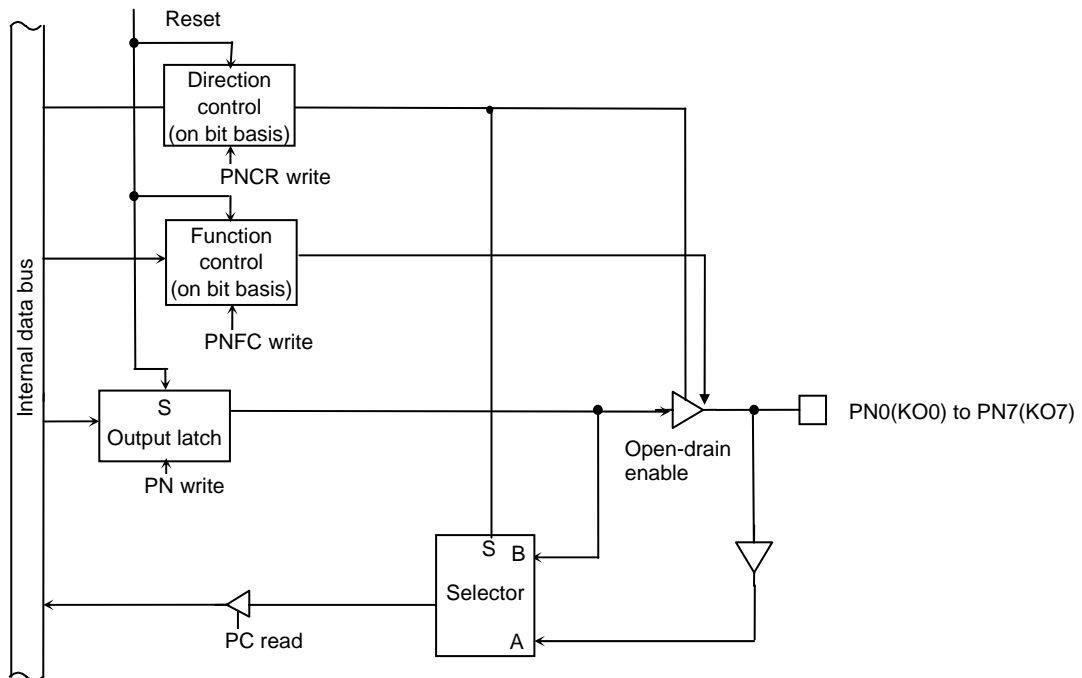 Reset
Direction
control
(on bit basis)
PNCR write
Function
control
(on bit basis)
PNFC write
Internal data bus
S
Output latch
PN write
Open-drain
enable
PN0(KO0) to PN7(KO7)
S
B
Selector
A
PC read